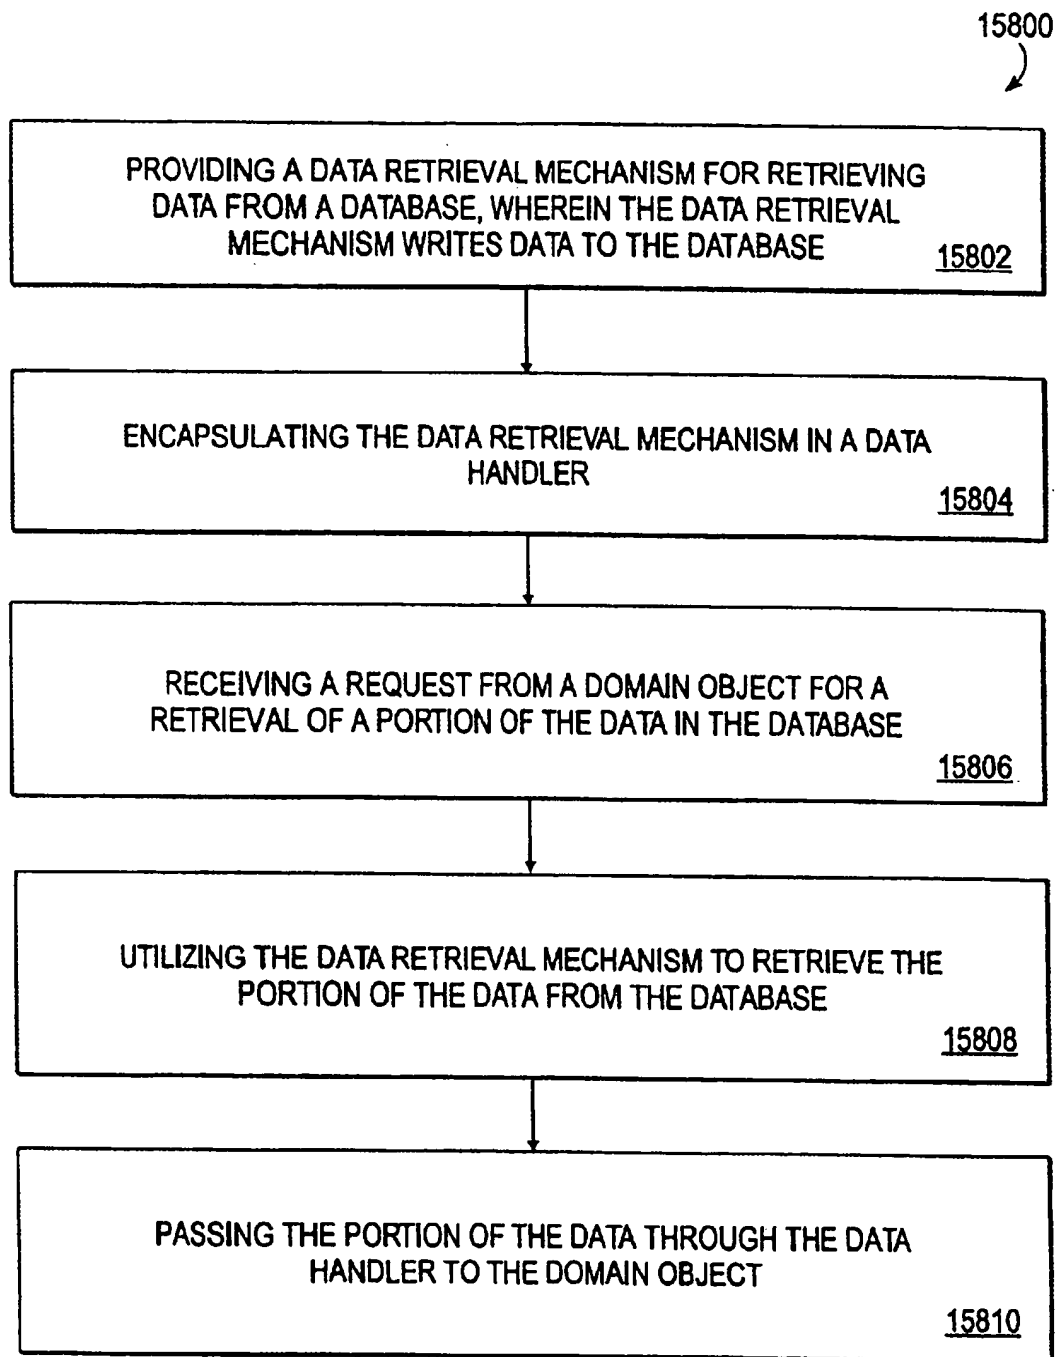 15800
PROVIDING A DATA RETRIEVAL MECHANISM FOR RETRIEVING
DATA FROM A DATABASE, WHEREIN THE DATA RETRIEVAL
MECHANISM WRITES DATA TO THE DATABASE
15802
ENCAPSULATING THE DATA RETRIEVAL MECHANISM IN A DATA
HANDLER
15804
RECEIVING A REQUEST FROM A DOMAIN OBJECT FOR A
RETRIEVAL OF A PORTION OF THE DATA IN THE DATABASE
15806
UTILIZING THE DATA RETRIEVAL MECHANISM TO RETRIEVE THE
PORTION OF THE DATA FROM THE DATABASE
15808
PASSING THE PORTION OF THE DATA THROUGH THE DATA
HANDLER TO THE DOMAIN OBJECT
15810